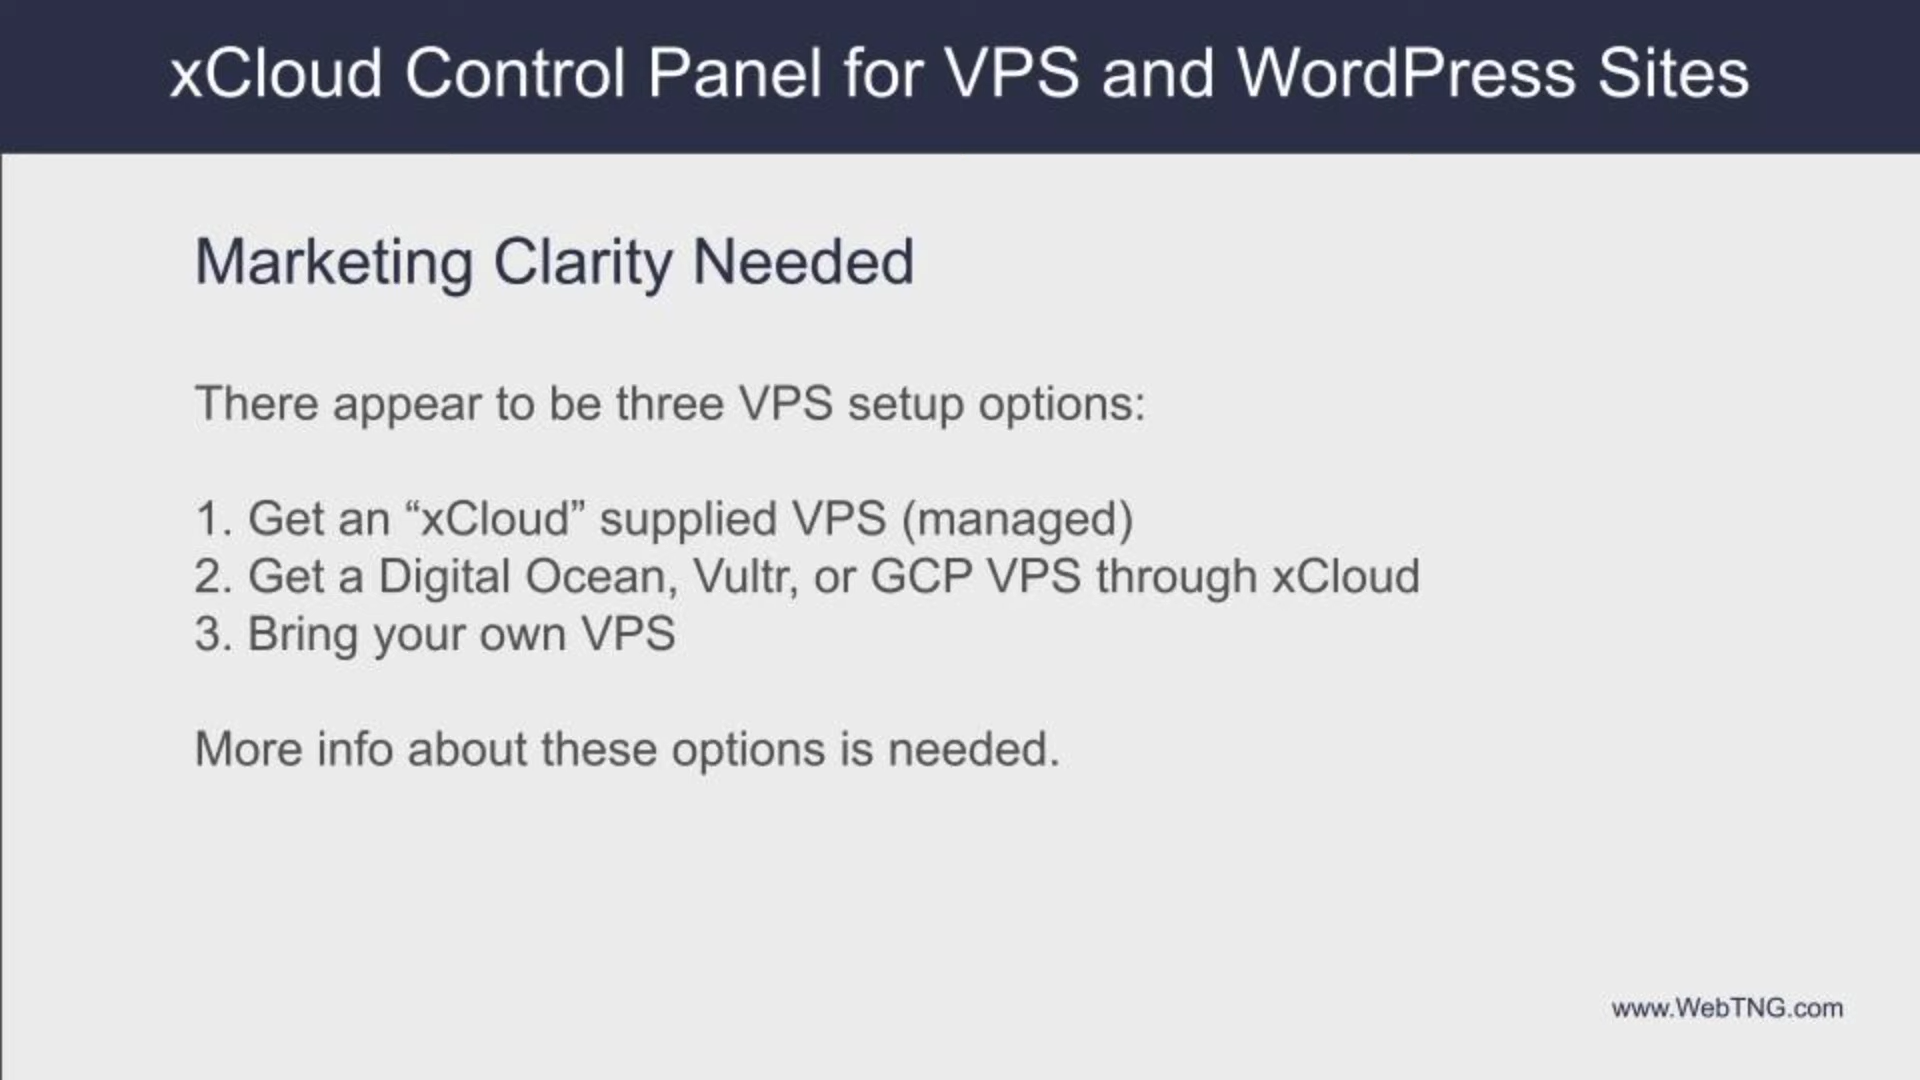 xCloud Control Panel for VPS and WordPress Sites
Marketing Clarity Needed
There appear to be three VPS setup options:
1. Get an “xCloud” supplied VPS (managed)
2. Get a Digital Ocean, Vultr, or GCP VPS through xCloud
3. Bring your own VPS
More info about these options is needed.
www.WebTNG.com